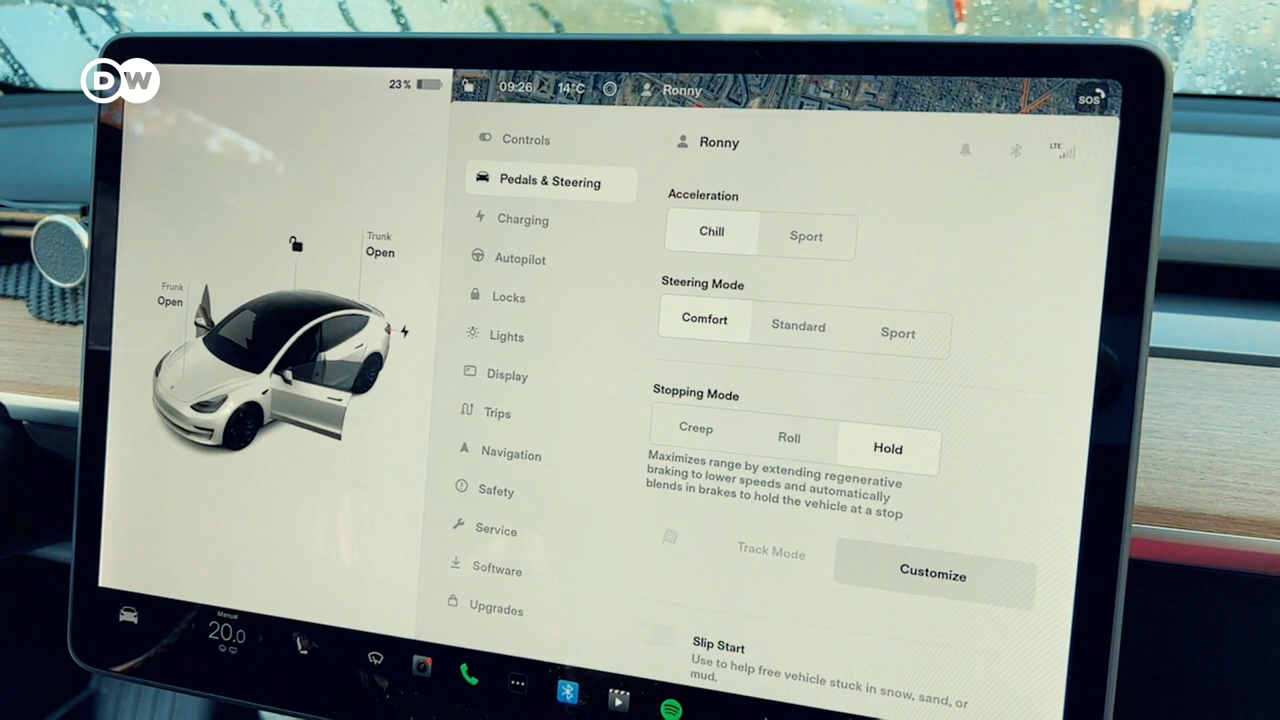 DW
23%
09:26 14°C Ronny
SOS
Controls
Pedals & Steering
Charging
Autopilot
Locks
Lights
Display
Trips
Navigation
Safety
Service
Software
Upgrades
Trunk
Open
Frunk
Open
Ronny
LTE
Acceleration
Chill Sport
Steering Mode
Comfort Standard Sport
Stopping Mode
Creep Roll Hold
Maximizes range by extending regenerative
braking to lower speeds and automatically
blends in brakes to hold the vehicle at a stop
Track Mode Customize
Slip Start
Use to help free vehicle stuck in snow, sand, or
mud.
Manual
20.0